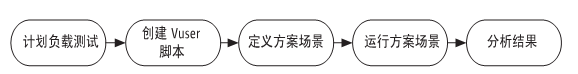 计划负载测试
创建 Vuser
脚本
定义方案场景
运行方案场景
分析结果